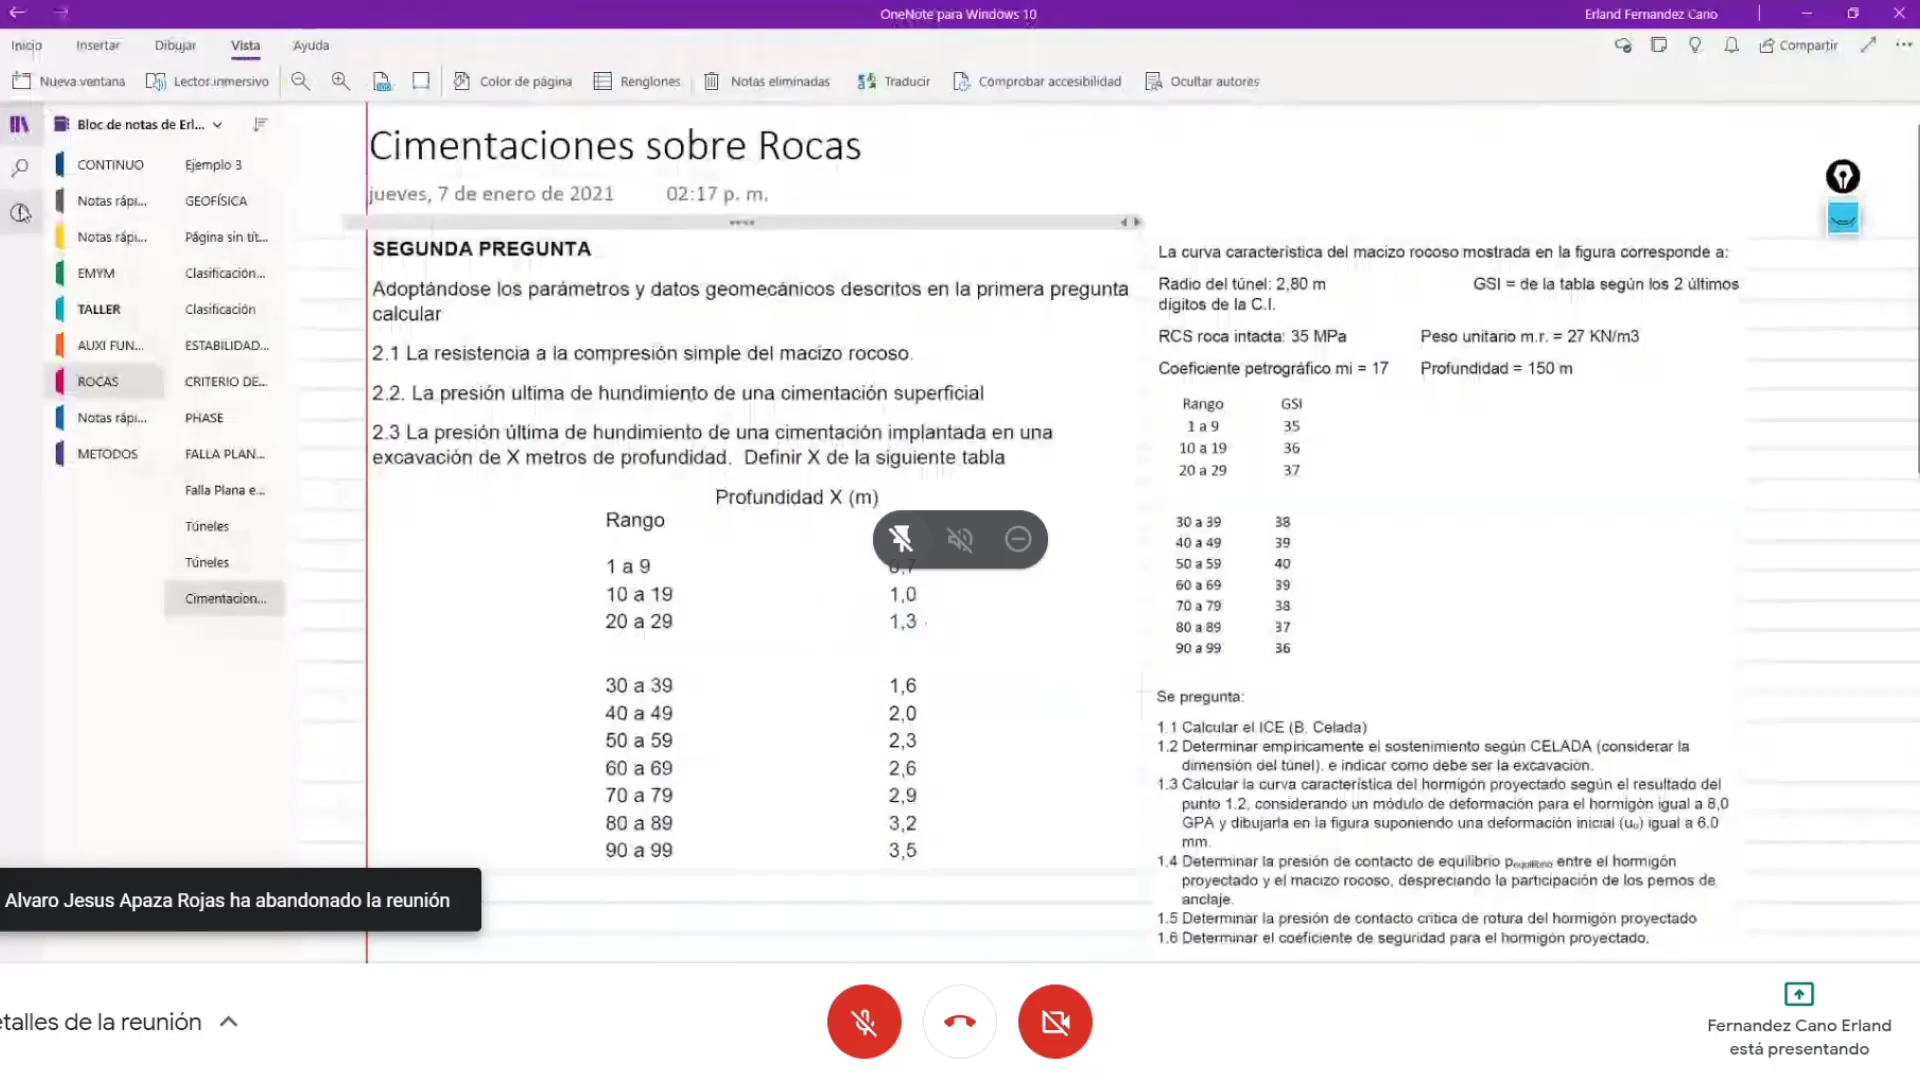 OneNote para Windows 10
Erland Fernandez Cano
Inicio Insertar Dibujar Vista Ayuda
Compartir
Nueva ventana Lector inmersivo Color de página Renglones Notas eliminadas Traducir Comprobar accesibilidad Ocultar autores
Bloc de notas de Erl...
CONTINUO
Notas rápi...
Notas rápi...
EMYM
TALLER
AUXI FUN...
ROCAS
Notas rápi...
METODOS
Ejemplo 3
GEOFÍSICA
Página sin tít...
Clasificación...
Clasificación
ESTABILIDAD...
CRITERIO DE...
PHASE
FALLA PLAN...
Falla Plana e...
Túneles
Túneles
Cimentacion...
Cimentaciones sobre Rocas
jueves, 7 de enero de 2021 02:17 p. m.
SEGUNDA PREGUNTA
Adoptándose los parámetros y datos geomecánicos descritos en la primera pregunta
calcular
2.1 La resistencia a la compresión simple del macizo rocoso.
2.2. La presión ultima de hundimiento de una cimentación superficial
2.3 La presión última de hundimiento de una cimentación implantada en una
excavación de X metros de profundidad. Definir X de la siguiente tabla
Profundidad X (m)
Rango
1 a 9 0,7
10 a 19 1,0
20 a 29 1,3
30 a 39 1,6
40 a 49 2,0
50 a 59 2,3
60 a 69 2,6
70 a 79 2,9
80 a 89 3,2
90 a 99 3,5
La curva característica del macizo rocoso mostrada en la figura corresponde a:
Radio del túnel: 2,80 m GSI = de la tabla según los 2 últimos
dígitos de la C.I.
RCS roca intacta: 35 MPa Peso unitario m.r. = 27 KN/m3
Coeficiente petrográfico mi = 17 Profundidad = 150 m
Rango GSI
1 a 9 35
10 a 19 36
20 a 29 37
30 a 39 38
40 a 49 39
50 a 59 40
60 a 69 39
70 a 79 38
80 a 89 37
90 a 99 36
Se pregunta:
1.1 Calcular el ICE (B. Celada)
1.2 Determinar empíricamente el sostenimiento según CELADA (considerar la
dimensión del túnel). e indicar como debe ser la excavación.
1.3 Calcular la curva característica del hormigón proyectado según el resultado del
punto 1.2, considerando un módulo de deformación para el hormigón igual a 8,0
GPA y dibujarla en la figura suponiendo una deformación inicial (u₀) igual a 6.0
mm.
1.4 Determinar la presión de contacto de equilibrio pequilibrio entre el hormigón
proyectado y el macizo rocoso, despreciando la participación de los pernos de
anclaje.
1.5 Determinar la presión de contacto critica de rotura del hormigón proyectado
1.6 Determinar el coeficiente de seguridad para el hormigón proyectado.
Alvaro Jesus Apaza Rojas ha abandonado la reunión
etalles de la reunión
Fernandez Cano Erland
está presentando